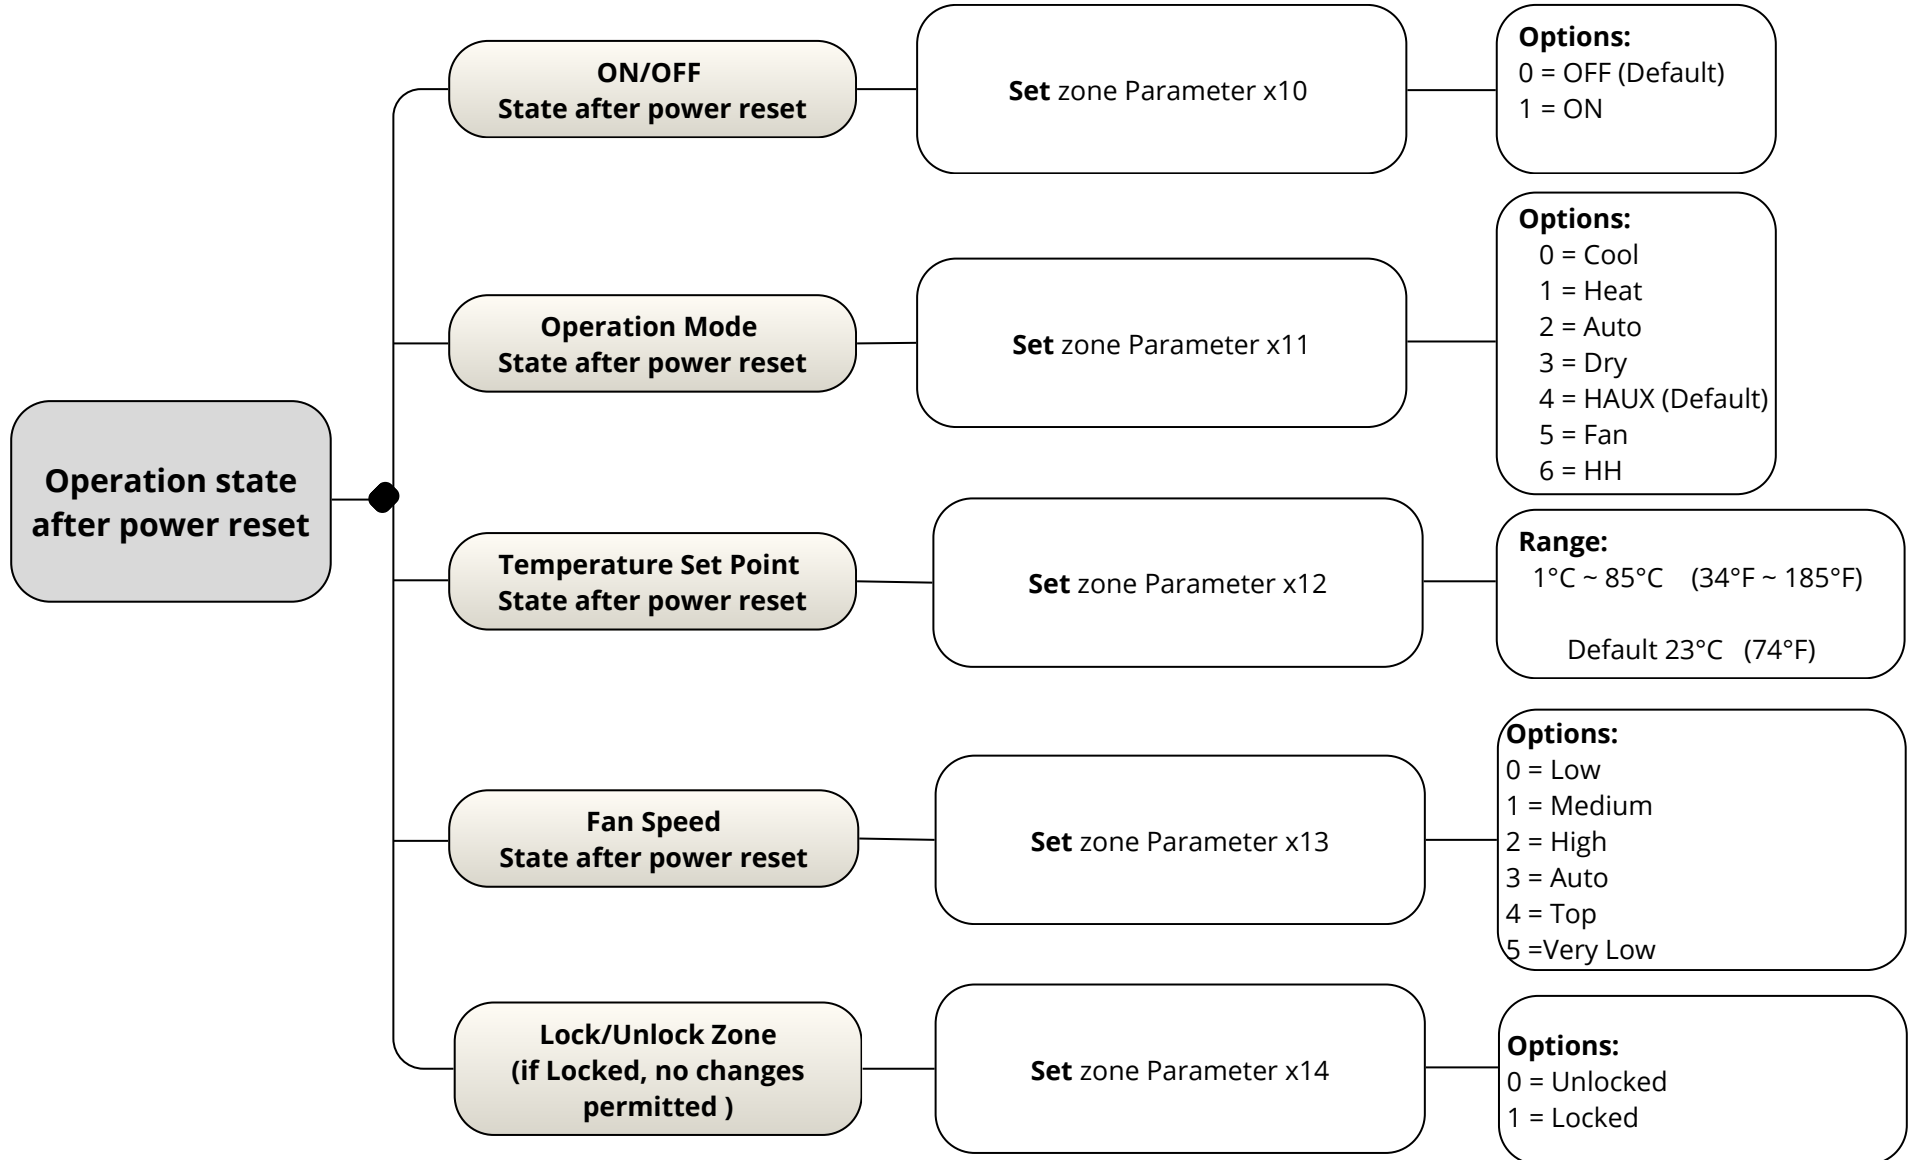 Operation state
after power reset
ON/OFF
State after power reset
Set zone Parameter x10
Options:
0 = OFF (Default)
1 = ON
Operation Mode
State after power reset
Set zone Parameter x11
Options:
0 = Cool
1 = Heat
2 = Auto
3 = Dry
4 = HAUX (Default)
5 = Fan
6 = HH
Temperature Set Point
State after power reset
Set zone Parameter x12
Range:
1°C ~ 85°C (34°F ~ 185°F)
Default 23°C (74°F)
Fan Speed
State after power reset
Set zone Parameter x13
Options:
0 = Low
1 = Medium
2 = High
3 = Auto
4 = Top
5 =Very Low
Lock/Unlock Zone
(if Locked, no changes
permitted )
Set zone Parameter x14
Options:
0 = Unlocked
1 = Locked